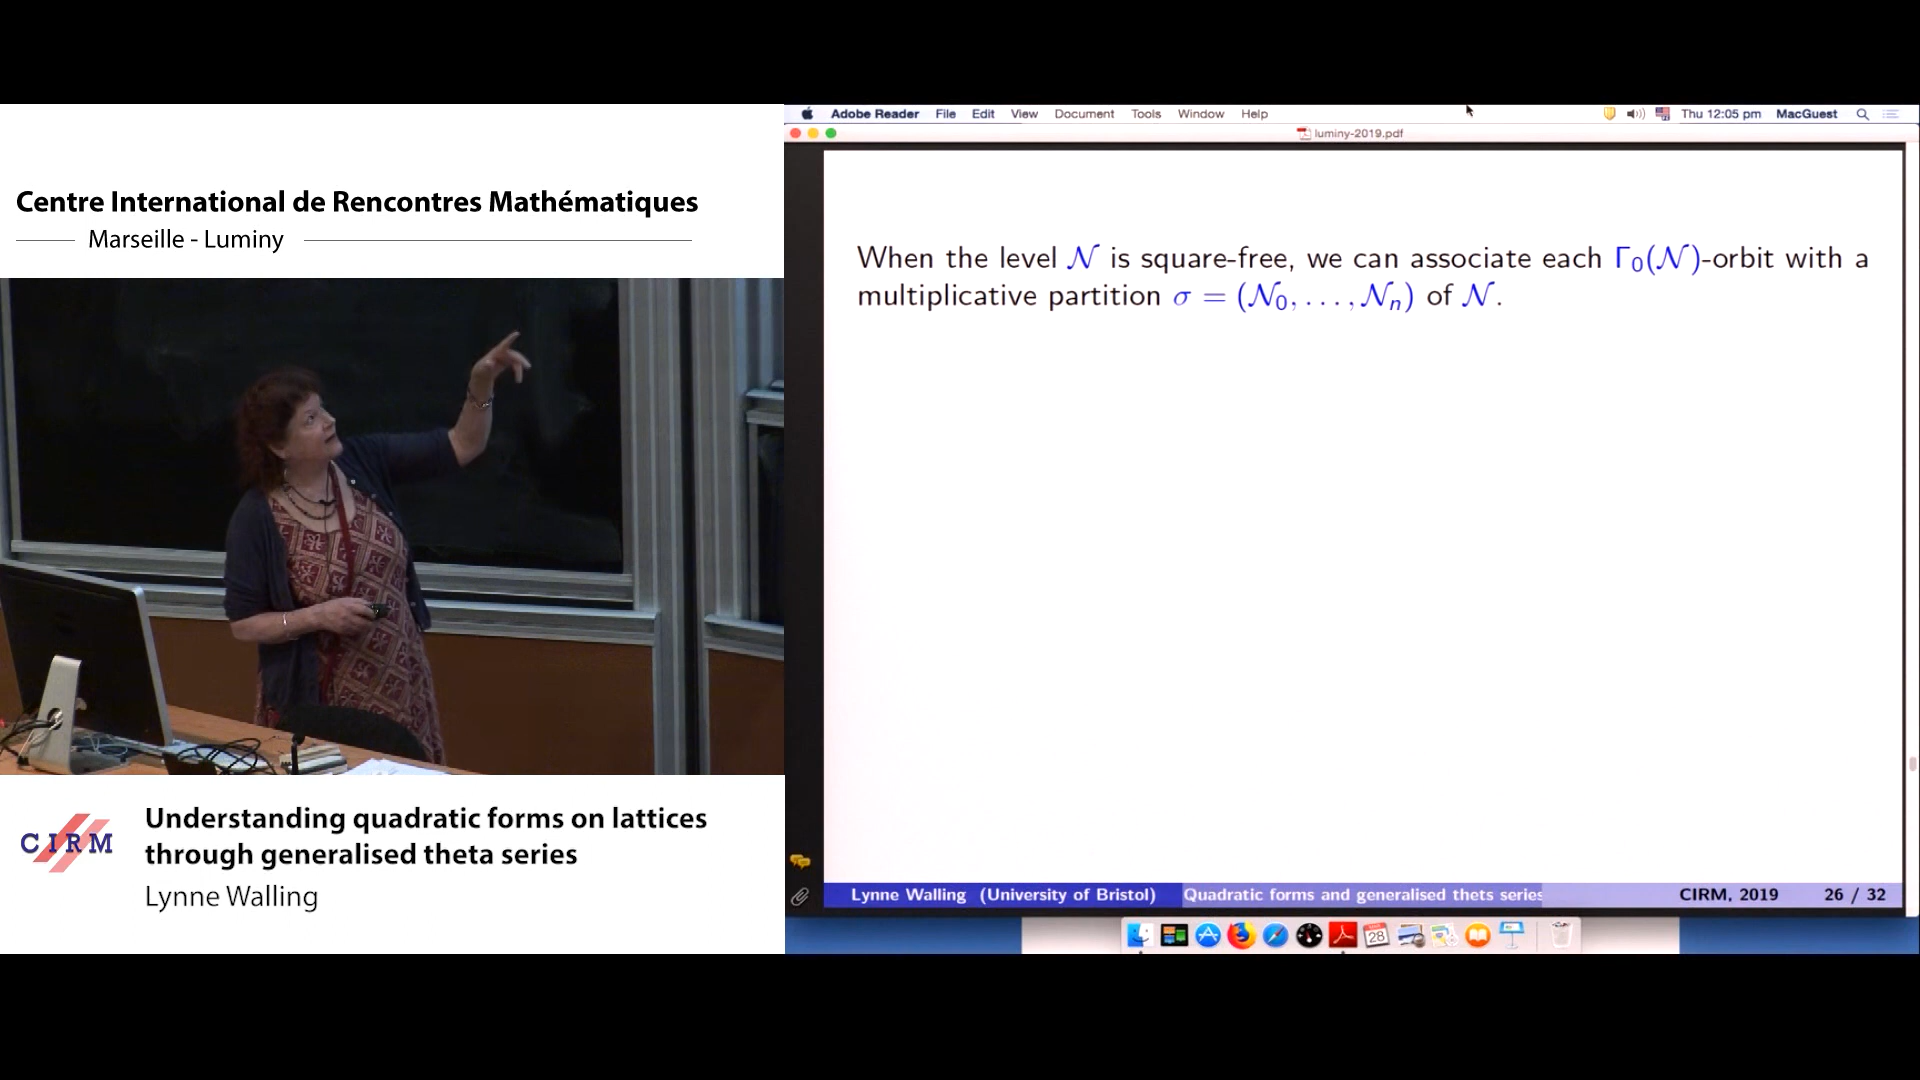 Centre International de Rencontres Mathématiques
Marseille - Luminy
Adobe Reader File Edit View Document Tools Window Help Thu 12:05 pm MacGuest
luminy-2019.pdf
When the level 𝒩 is square-free, we can associate each Γ₀(𝒩)-orbit with a
multiplicative partition σ = (𝒩₀, . . . , 𝒩ₙ) of 𝒩.
Lynne Walling (University of Bristol) Quadratic forms and generalised thets series CIRM, 2019 26 / 32
28
CIRM
Understanding quadratic forms on lattices
through generalised theta series
Lynne Walling